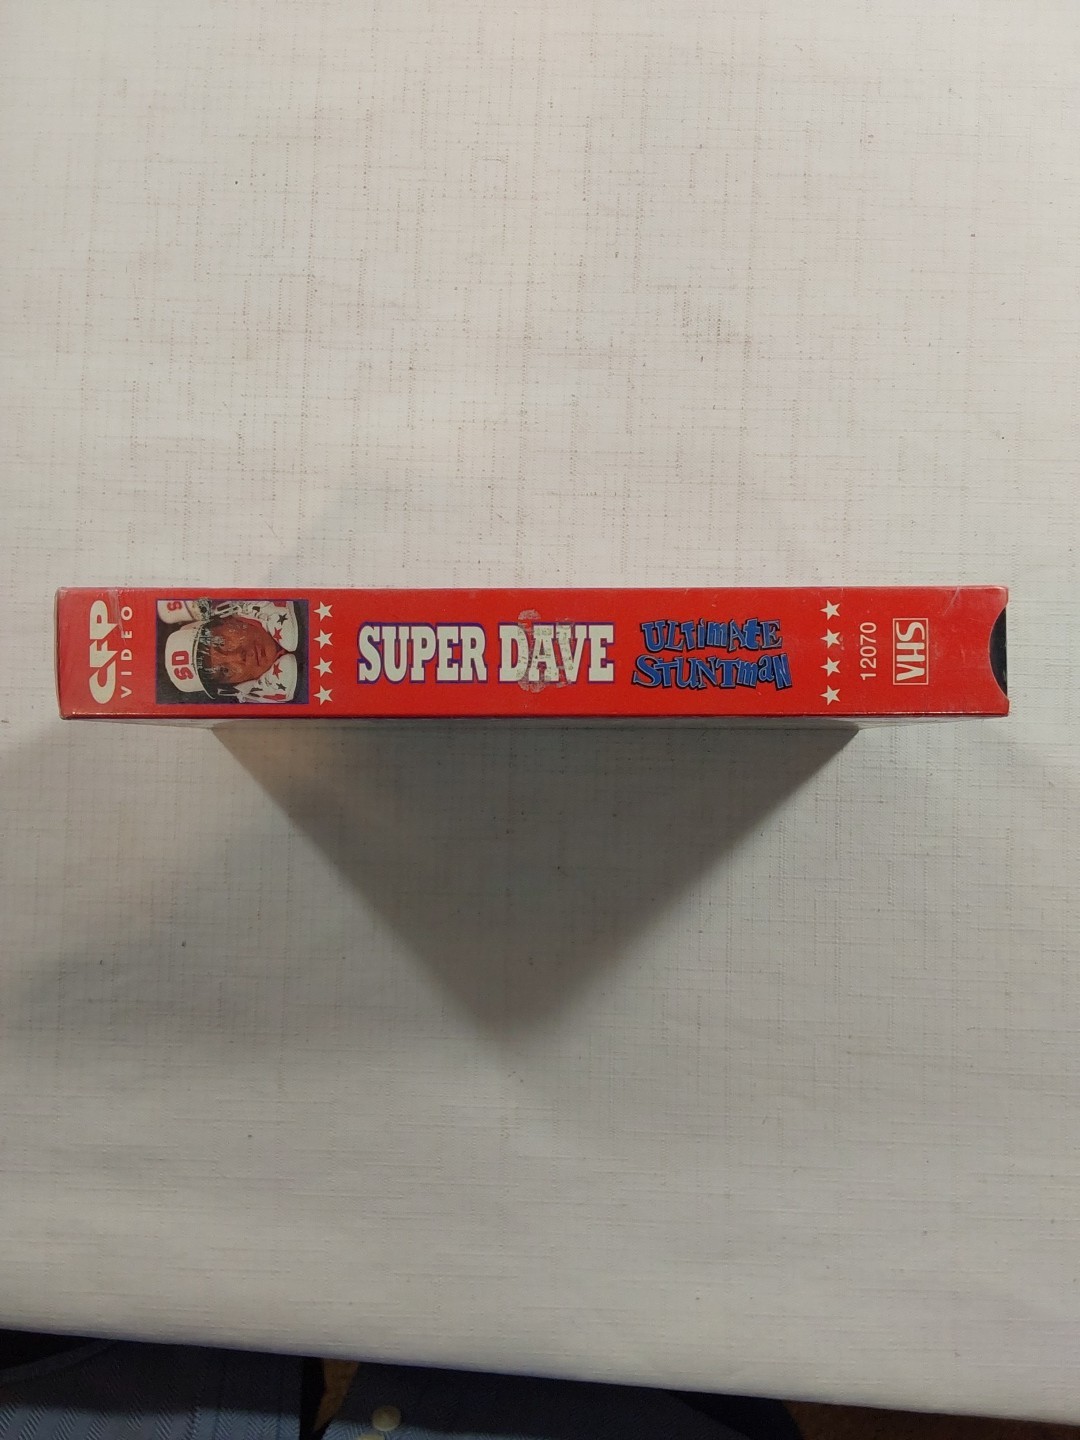 CFP
VIDEO
S
SD
SUPER DAVE
ULTIMATE
STUNTMAN
12070
VHS